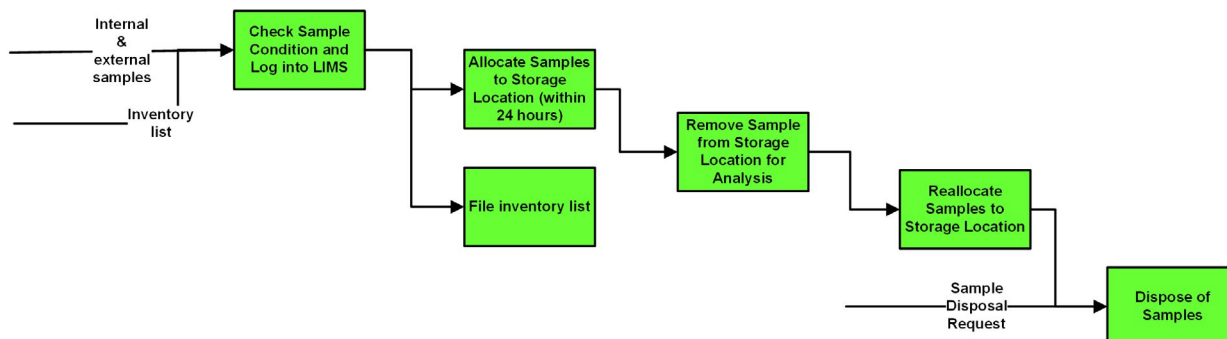 Internal
&
external
samples
Inventory
list
Check Sample
Condition and
Log into LIMS
Allocate Samples
to Storage
Location (within
24 hours)
File inventory list
Remove Sample
from Storage
Location for
Analysis
Reallocate
Samples to
Storage Location
Sample
Disposal
Request
Dispose of
Samples